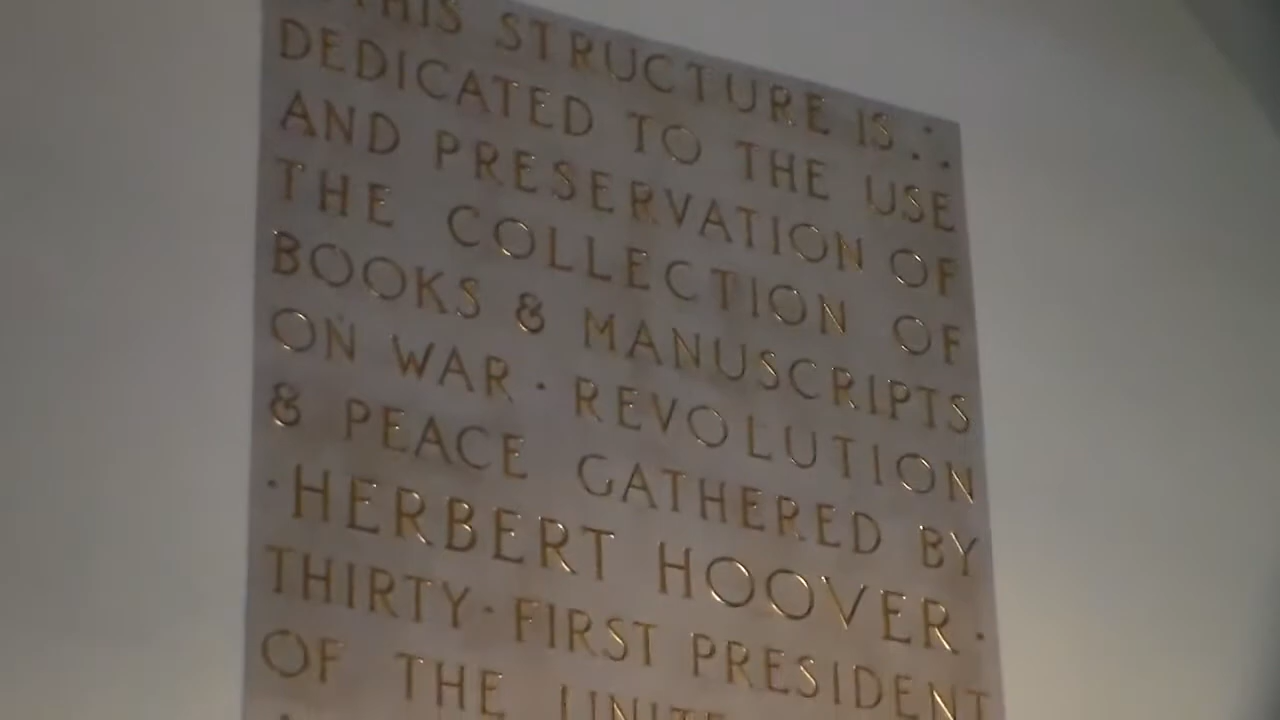 THIS STRUCTURE IS :.
DEDICATED TO THE USE
AND PRESERVATION OF
THE COLLECTION OF
BOOKS & MANUSCRIPTS
ON WAR · REVOLUTION
& PEACE GATHERED BY
·HERBERT HOOVER·
THIRTY·FIRST PRESIDENT
OF THE